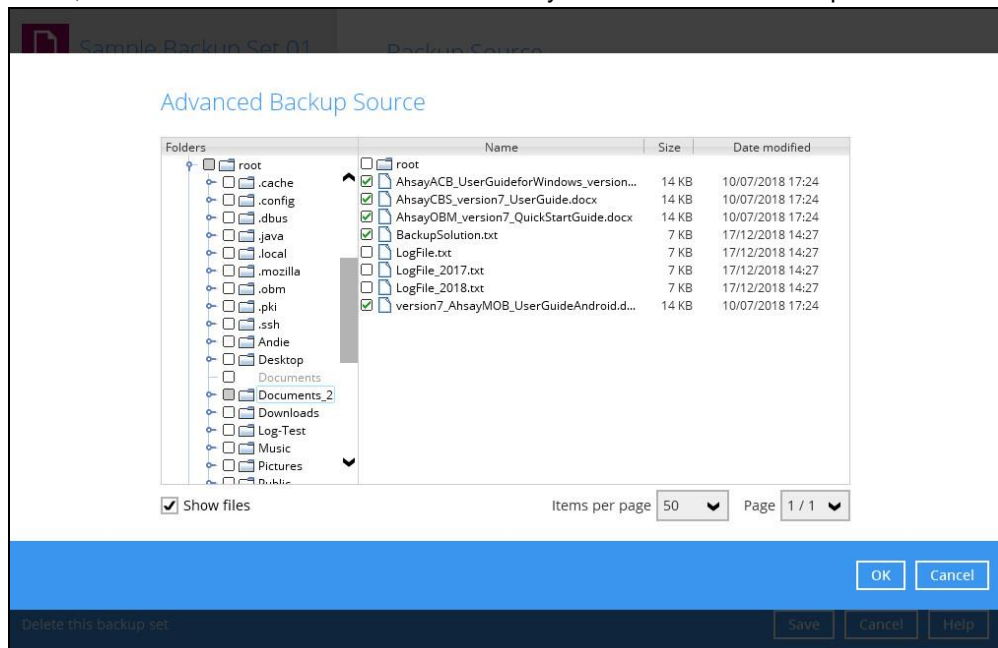 Sample Backup Set 01
Backup Source
Advanced Backup Source
Folders
Name Size Date modified
root
.cache
.config
.dbus
.java
.local
.mozilla
.obm
.pki
.ssh
Andie
Desktop
Documents
Documents_2
Downloads
Log-Test
Music
Pictures
Public
root
AhsayACB_UserGuideforWindows_version... 14 KB 10/07/2018 17:24
AhsayCBS_version7_UserGuide.docx 14 KB 10/07/2018 17:24
AhsayOBM_version7_QuickStartGuide.docx 14 KB 10/07/2018 17:24
BackupSolution.txt 7 KB 17/12/2018 14:27
LogFile.txt 7 KB 17/12/2018 14:27
LogFile_2017.txt 7 KB 17/12/2018 14:27
LogFile_2018.txt 7 KB 17/12/2018 14:27
version7_AhsayMOB_UserGuideAndroid.d... 14 KB 10/07/2018 17:24
Show files
Items per page 50 Page 1 / 1
OK Cancel
Delete this backup set
Save Cancel Help